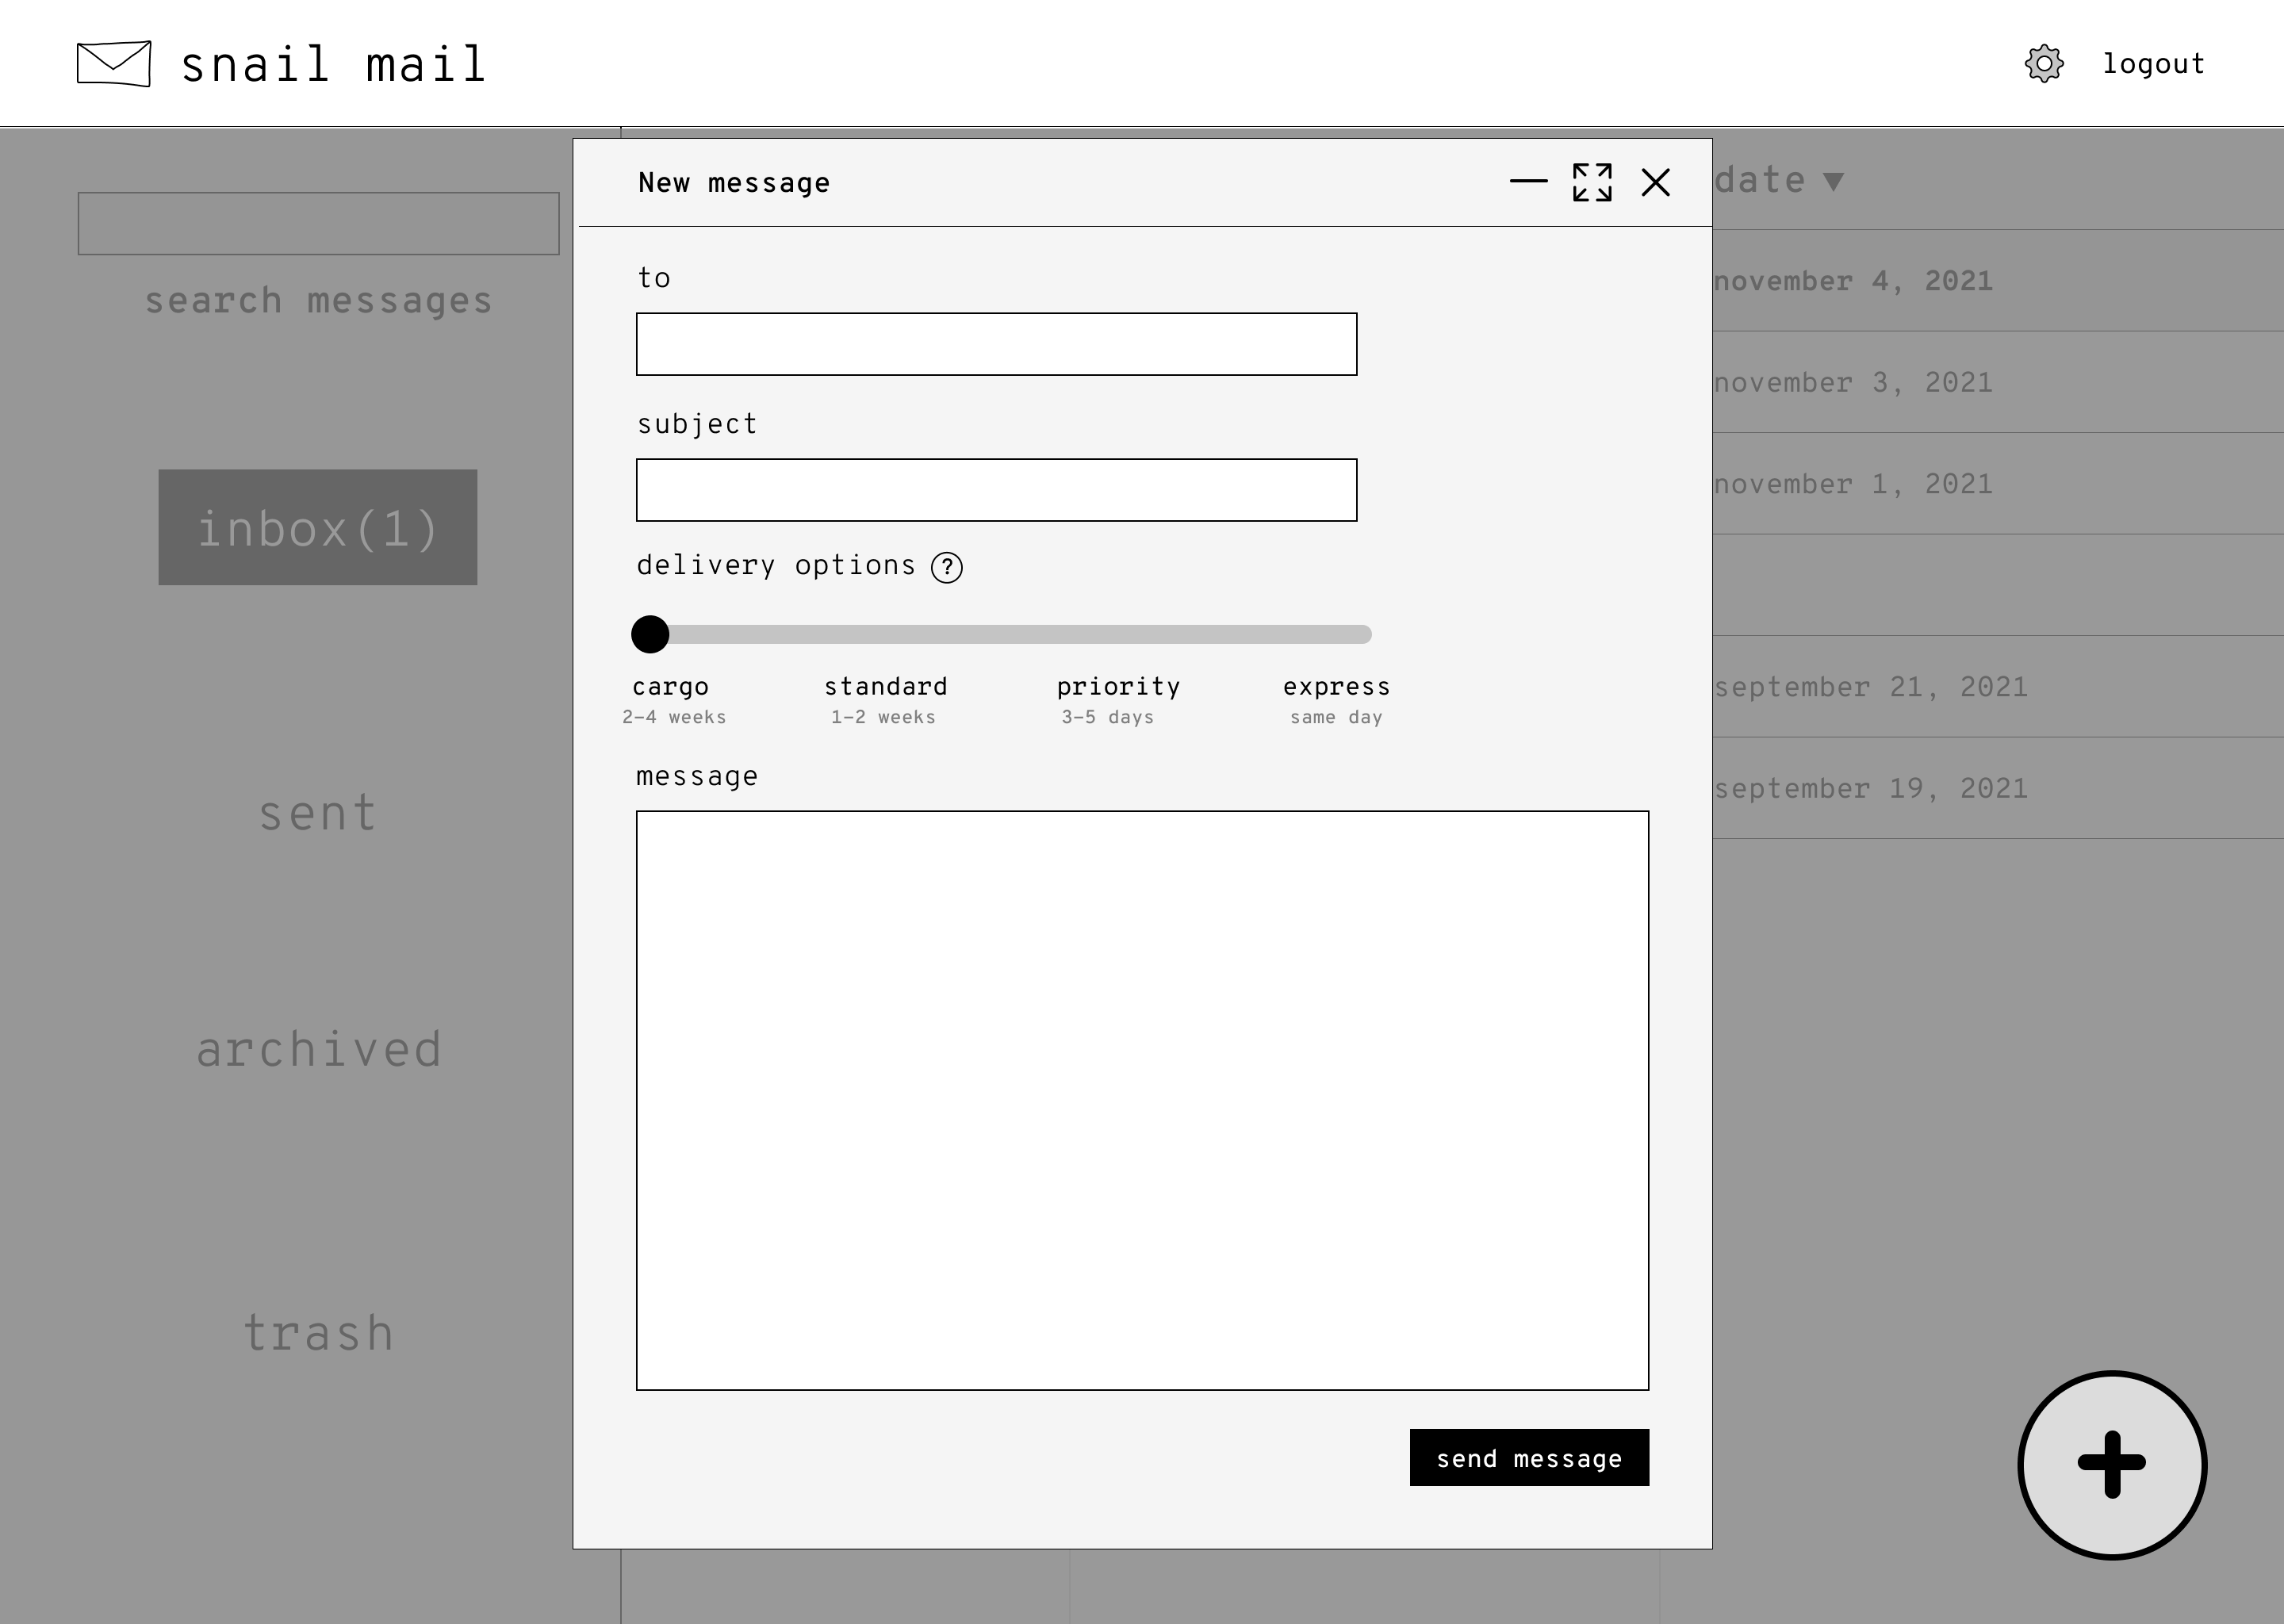 snail mail
logout
search messages
inbox(1)
sent
archived
trash
New message
to
subject
delivery options ?
cargo standard priority express
2-4 weeks 1-2 weeks 3-5 days same day
message
send message
date ▼
november 4, 2021
november 3, 2021
november 1, 2021
september 21, 2021
september 19, 2021